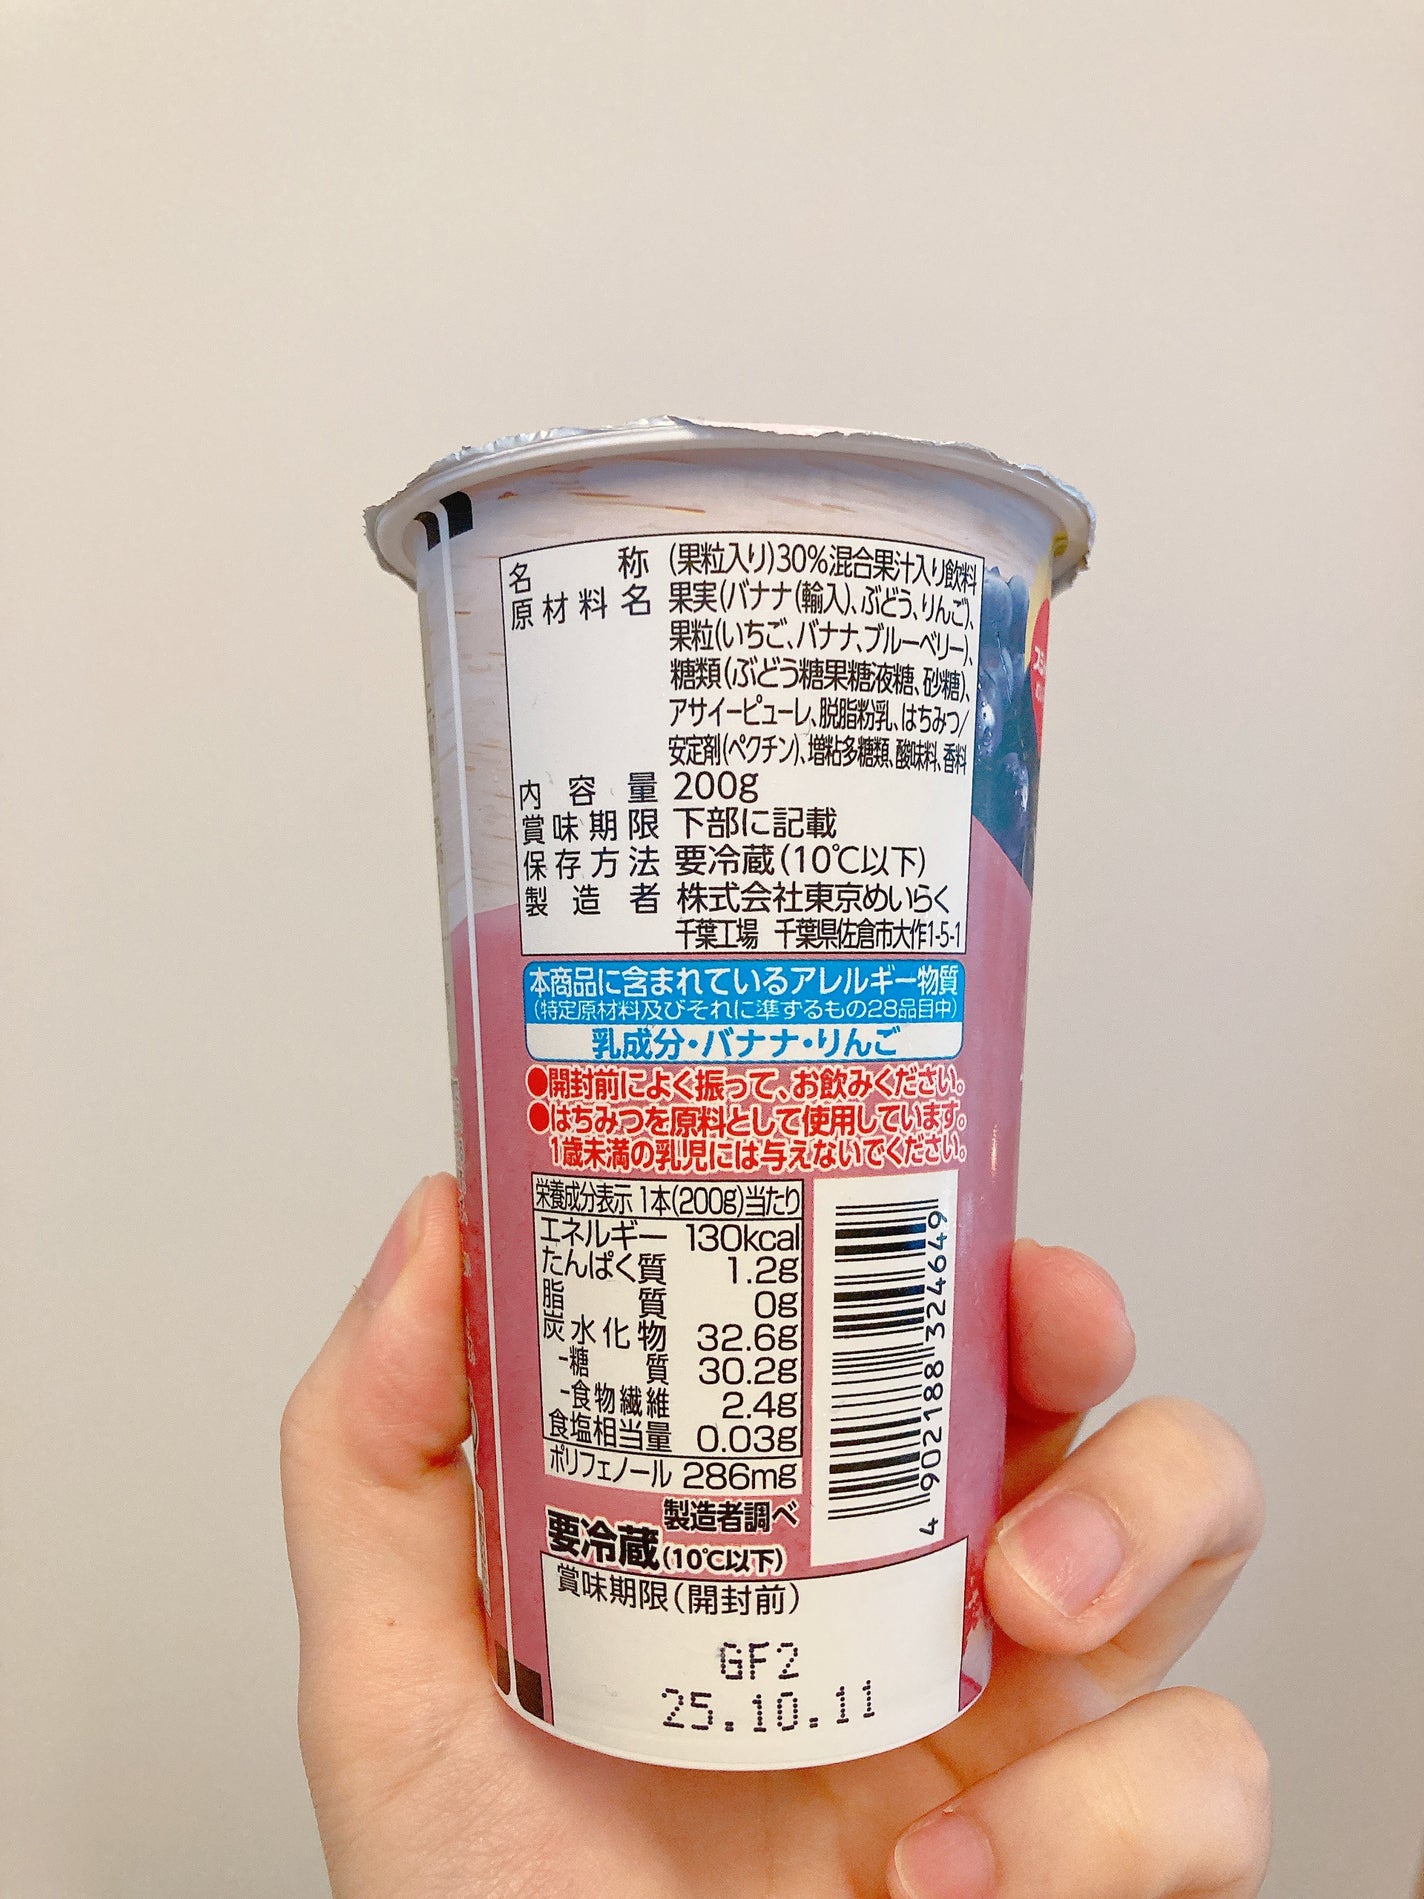 名称 (果粒入り)30%混合果汁入り飲料
原材料名 果実(バナナ(輸入)、ぶどう、りんご)、
果粒(いちご、バナナ、ブルーベリー)、
糖類(ぶどう糖果糖液糖、砂糖)、
アサイーピューレ、脱脂粉乳、はちみつ/
安定剤(ペクチン)、増粘多糖類、酸味料、香料
内容量 200g
賞味期限 下部に記載
保存方法 要冷蔵(10℃以下)
製造者 株式会社東京めいらく
千葉工場 千葉県佐倉市大作1-5-1
本商品に含まれているアレルギー物質
(特定原材料及びそれに準ずるもの28品目中)
乳成分・バナナ・りんご
●開封前によく振って、お飲みください。
●はちみつを原料として使用しています。
1歳未満の乳児には与えないでください。
栄養成分表示 1本(200g)当たり
エネルギー 130kcal
たんぱく質 1.2g
脂質 0g
炭水化物 32.6g
-糖質 30.2g
-食物繊維 2.4g
食塩相当量 0.03g
ポリフェノール 286mg
製造者調べ
4 902188 324649
要冷蔵(10℃以下)
賞味期限(開封前)
GF2
25.10.11